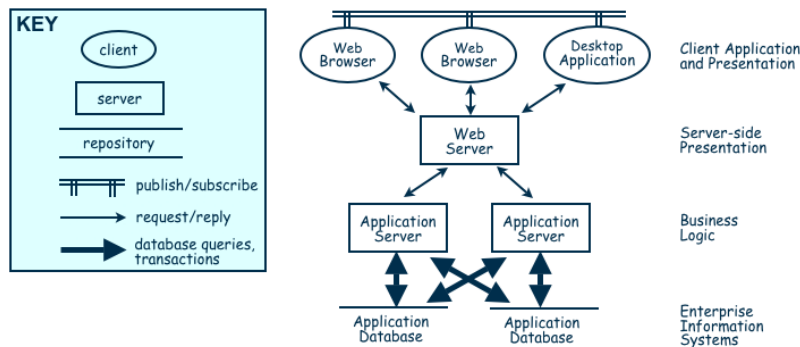 KEY
client
server
repository
publish/subscribe
request/reply
database queries,
transactions
Web
Browser
Web
Browser
Desktop
Application
Client Application
and Presentation
Web
Server
Server-side
Presentation
Application
Server
Application
Server
Business
Logic
Application
Database
Application
Database
Enterprise
Information
Systems